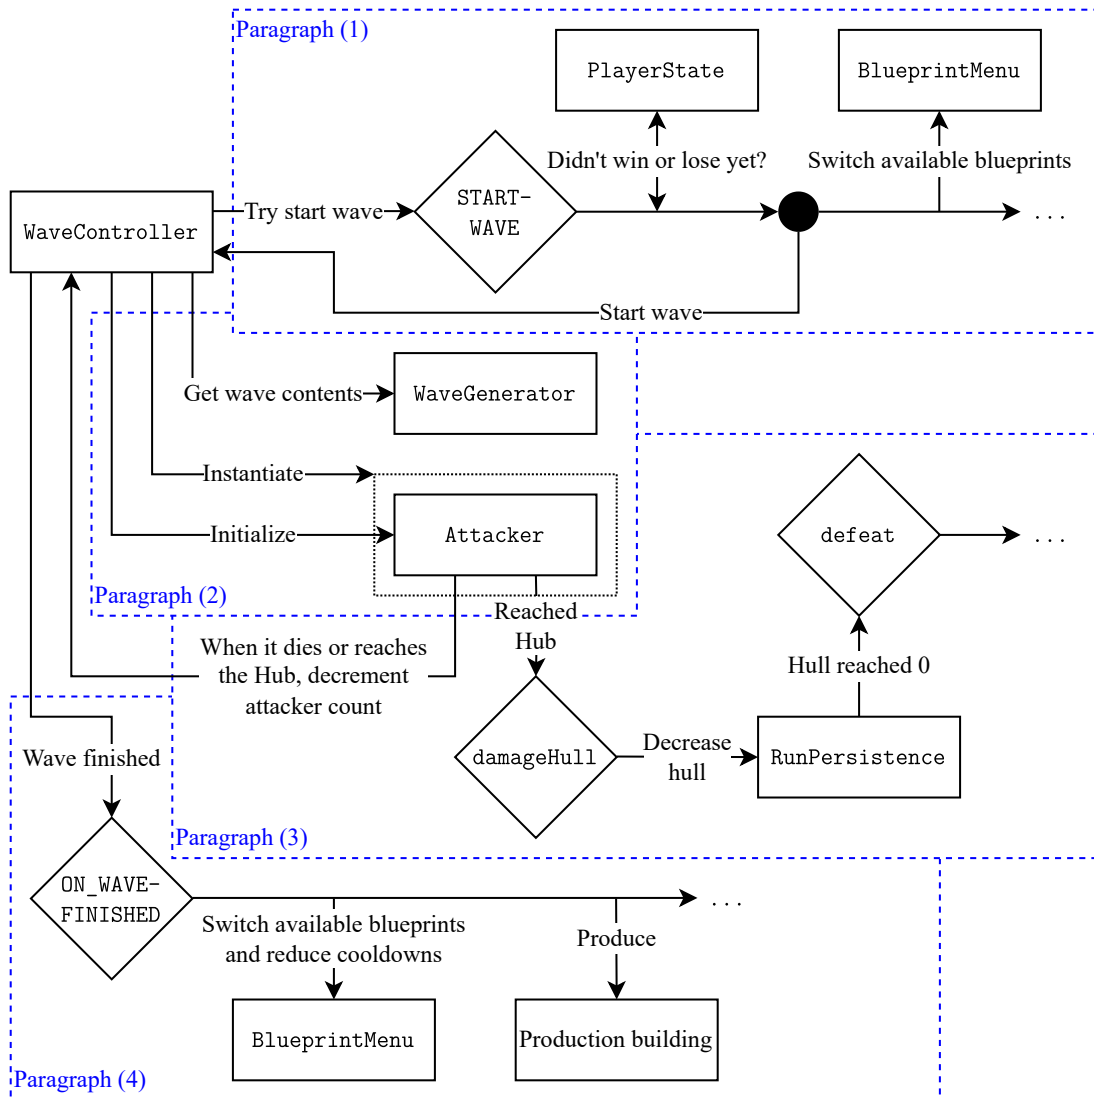 Paragraph (1)
PlayerState
BlueprintMenu
Didn't win or lose yet?
Switch available blueprints
WaveController
Try start wave
START-
WAVE
. . .
Start wave
Get wave contents
WaveGenerator
Instantiate
Initialize
Attacker
Paragraph (2)
Reached
Hub
When it dies or reaches
the Hub, decrement
attacker count
defeat
. . .
Hull reached 0
damageHull
Decrease
hull
RunPersistence
Paragraph (3)
Wave finished
ON_WAVE-
FINISHED
. . .
Switch available blueprints
and reduce cooldowns
Produce
BlueprintMenu
Production building
Paragraph (4)